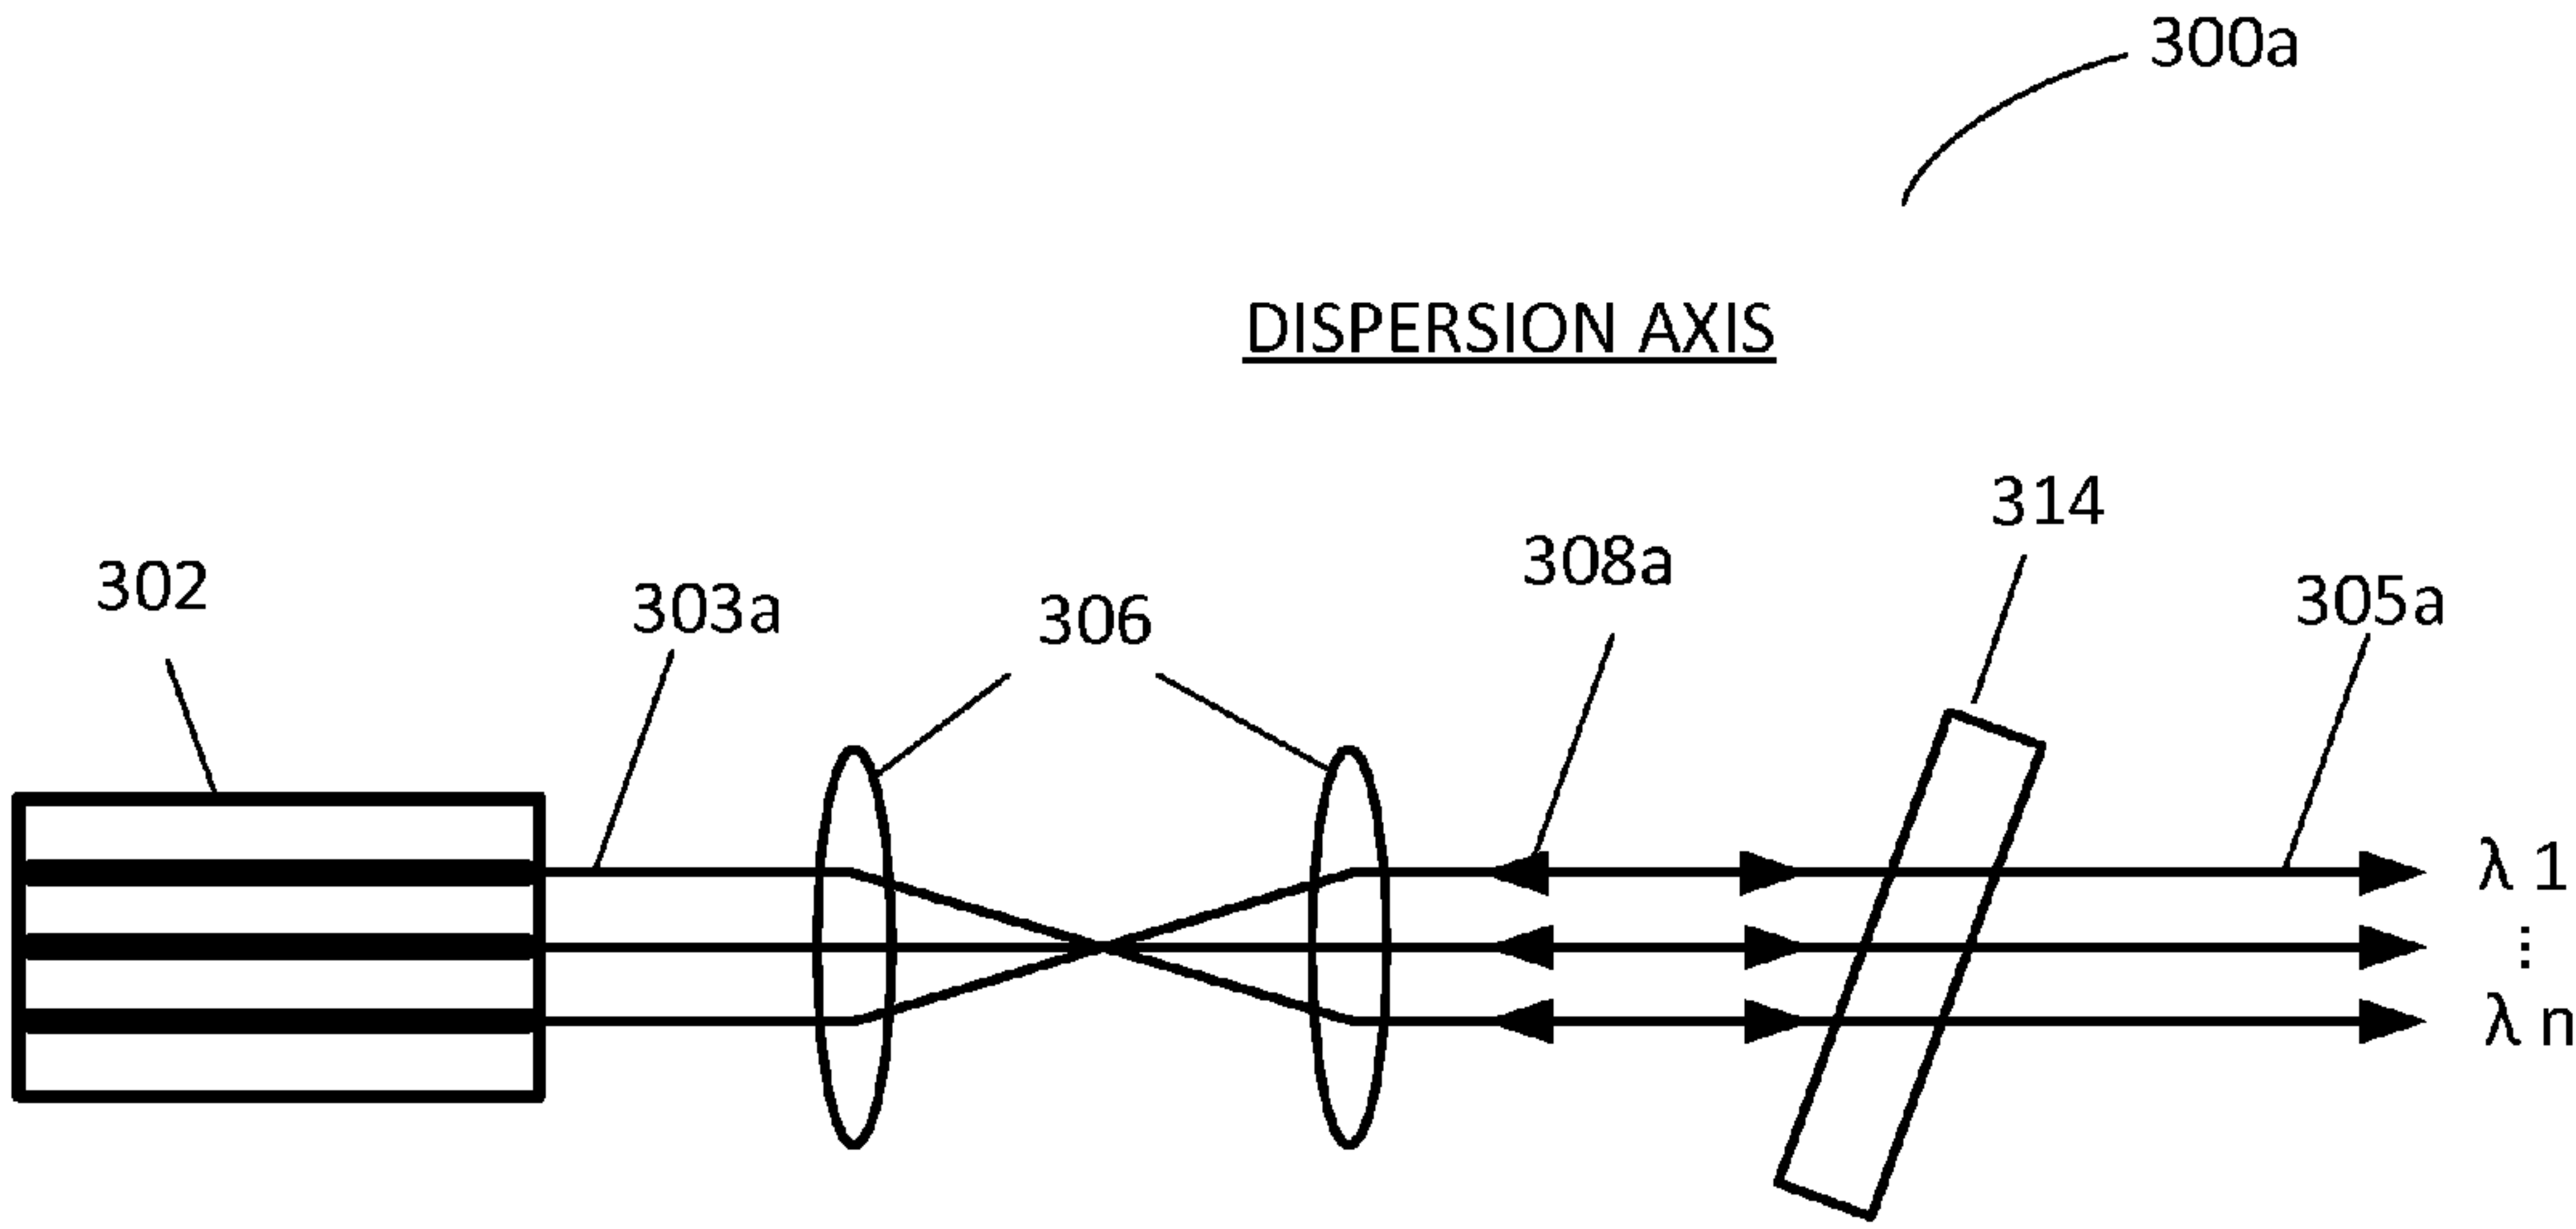 300a
DISPERSION AXIS
314
308a
302
303a
306
305a
λ 1
⋮
λ n